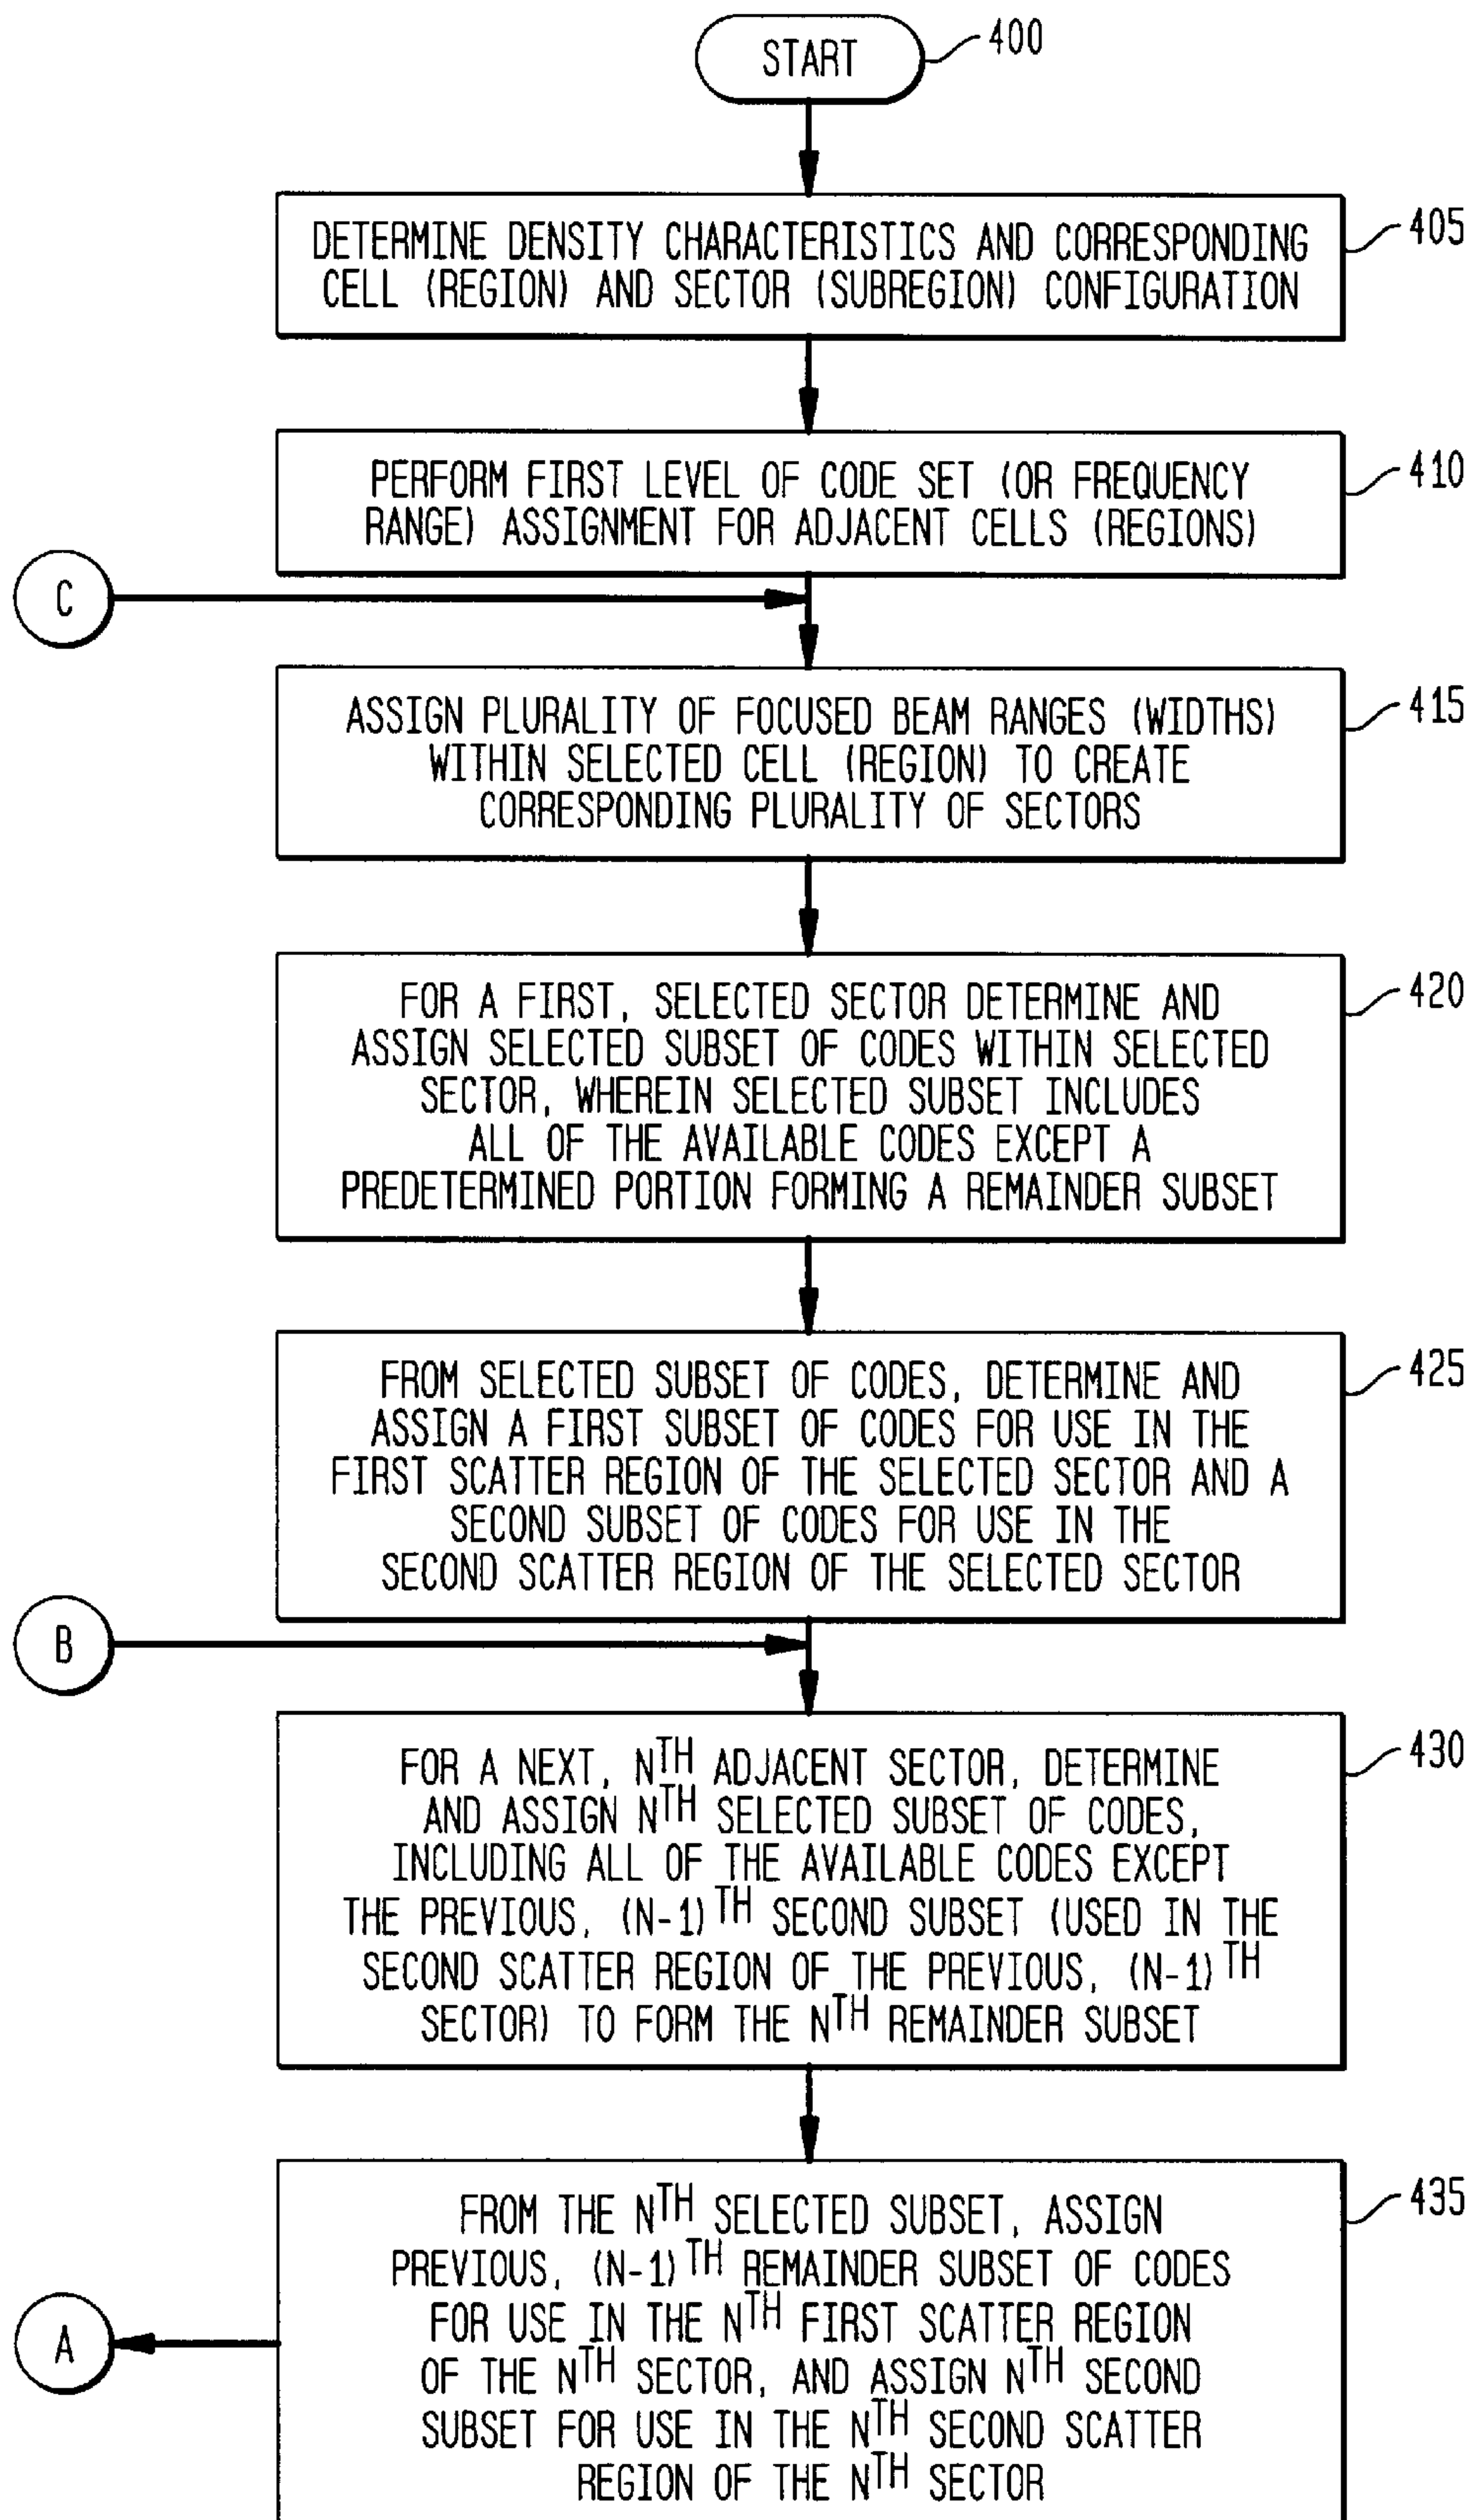 START
400
DETERMINE DENSITY CHARACTERISTICS AND CORRESPONDING
CELL (REGION) AND SECTOR (SUBREGION) CONFIGURATION
405
PERFORM FIRST LEVEL OF CODE SET (OR FREQUENCY
RANGE) ASSIGNMENT FOR ADJACENT CELLS (REGIONS)
410
C
ASSIGN PLURALITY OF FOCUSED BEAM RANGES (WIDTHS)
WITHIN SELECTED CELL (REGION) TO CREATE
CORRESPONDING PLURALITY OF SECTORS
415
FOR A FIRST, SELECTED SECTOR DETERMINE AND
ASSIGN SELECTED SUBSET OF CODES WITHIN SELECTED
SECTOR, WHEREIN SELECTED SUBSET INCLUDES
ALL OF THE AVAILABLE CODES EXCEPT A
PREDETERMINED PORTION FORMING A REMAINDER SUBSET
420
FROM SELECTED SUBSET OF CODES, DETERMINE AND
ASSIGN A FIRST SUBSET OF CODES FOR USE IN THE
FIRST SCATTER REGION OF THE SELECTED SECTOR AND A
SECOND SUBSET OF CODES FOR USE IN THE
SECOND SCATTER REGION OF THE SELECTED SECTOR
425
B
FOR A NEXT, NTH ADJACENT SECTOR, DETERMINE
AND ASSIGN NTH SELECTED SUBSET OF CODES,
INCLUDING ALL OF THE AVAILABLE CODES EXCEPT
THE PREVIOUS, (N-1)TH SECOND SUBSET (USED IN THE
SECOND SCATTER REGION OF THE PREVIOUS, (N-1)TH
SECTOR) TO FORM THE NTH REMAINDER SUBSET
430
FROM THE NTH SELECTED SUBSET, ASSIGN
PREVIOUS, (N-1)TH REMAINDER SUBSET OF CODES
FOR USE IN THE NTH FIRST SCATTER REGION
OF THE NTH SECTOR, AND ASSIGN NTH SECOND
SUBSET FOR USE IN THE NTH SECOND SCATTER
REGION OF THE NTH SECTOR
435
A